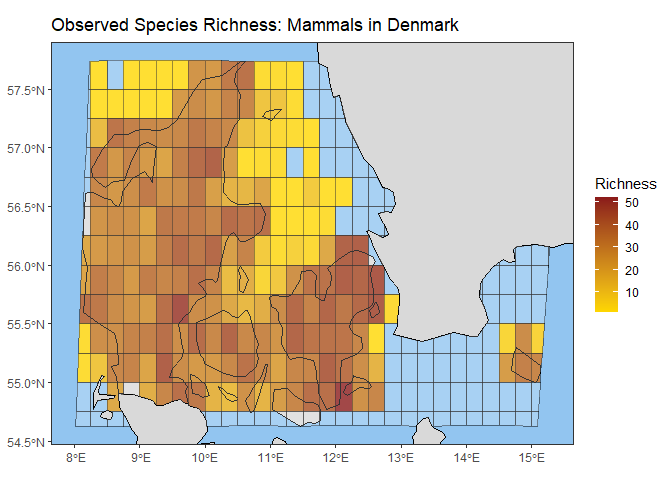 Observed Species Richness: Mammals in Denmark
57.5°N
57.0°N
56.5°N
56.0°N
55.5°N
55.0°N
54.5°N
8°E 9°E 10°E 11°E 12°E 13°E 14°E 15°E
Richness
50
40
30
20
10